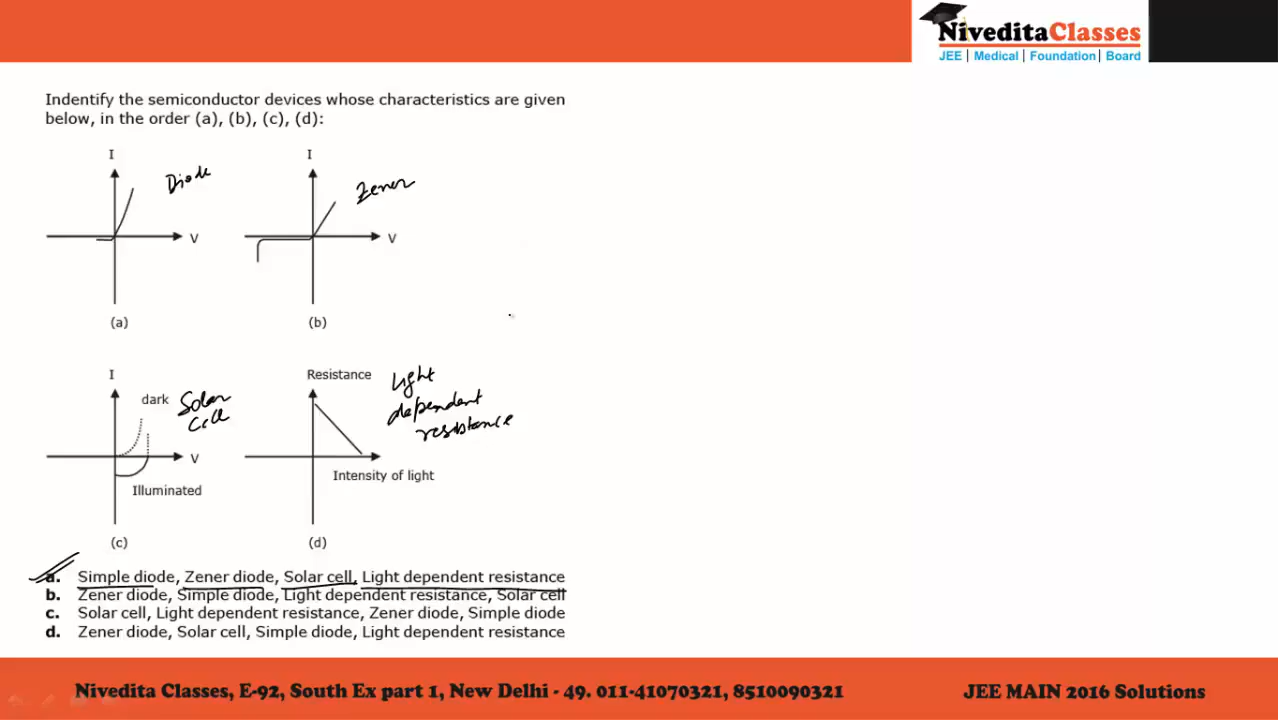 NiveditaClasses
JEE | Medical | Foundation | Board
Indentify the semiconductor devices whose characteristics are given
below, in the order (a), (b), (c), (d):
I
Diode
V
(a)
I
Zener
V
(b)
I
dark
Solar
Cell
V
Illuminated
(c)
Resistance
Light
dependent
resistance
Intensity of light
(d)
a. Simple diode, Zener diode, Solar cell, Light dependent resistance
b. Zener diode, Simple diode, Light dependent resistance, Solar cell
c. Solar cell, Light dependent resistance, Zener diode, Simple diode
d. Zener diode, Solar cell, Simple diode, Light dependent resistance
Nivedita Classes, E-92, South Ex part 1, New Delhi - 49. 011-41070321, 8510090321
JEE MAIN 2016 Solutions